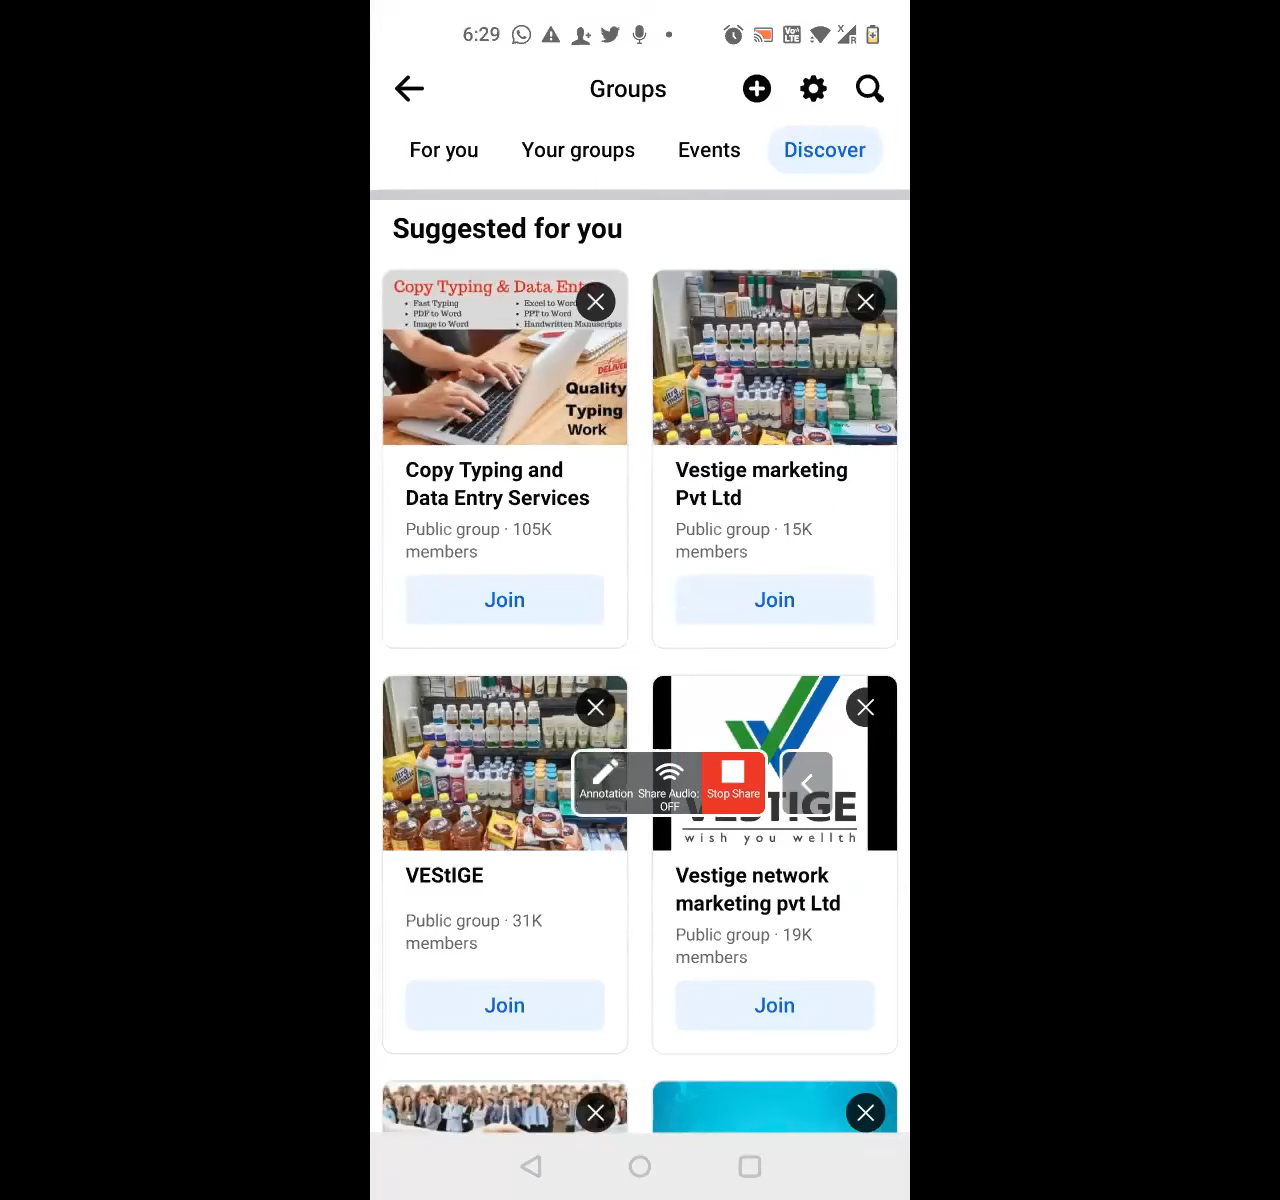 6:29
Groups
For you
Your groups
Events
Discover
Suggested for you
Copy Typing & Data
Fast Typing
PDF to Word
Image to Word
Excel to Word
PPT to Word
Handwritten Manuscripts
Quality
Typing
Work
Copy Typing and
Data Entry Services
Public group · 105K
members
Join
Vestige marketing
Pvt Ltd
Public group · 15K
members
Join
Annotation
Share Audio:
OFF
Stop Share
wish you wellth
VEStIGE
Public group · 31K
members
Join
Vestige network
marketing pvt Ltd
Public group · 19K
members
Join